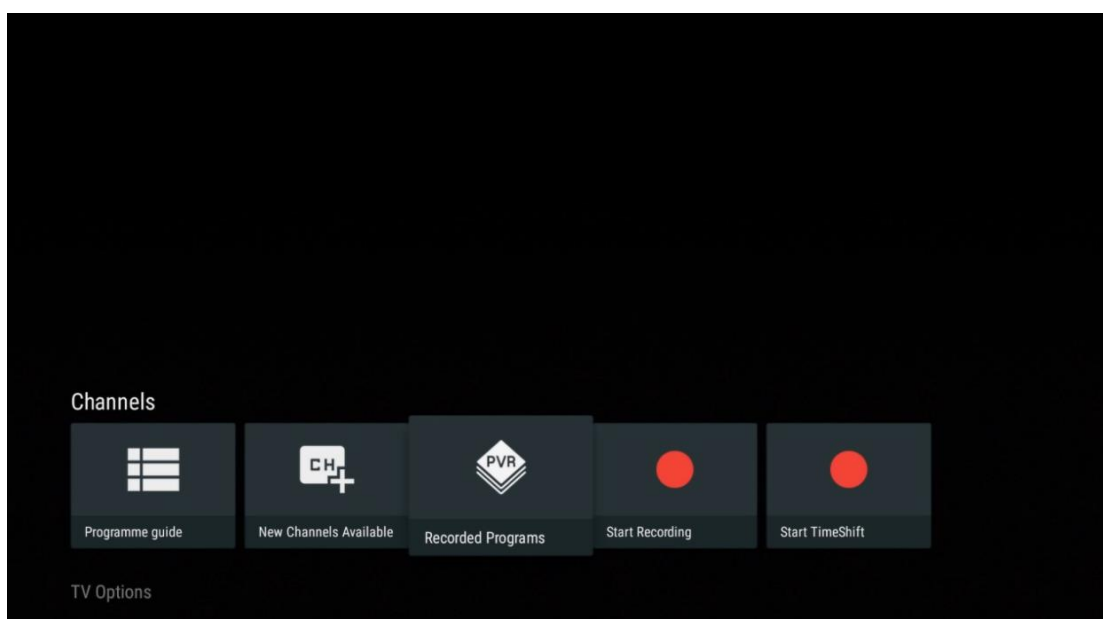 Channels
CH
PVR
Programme guide
New Channels Available
Recorded Programs
Start Recording
Start TimeShift
TV Options